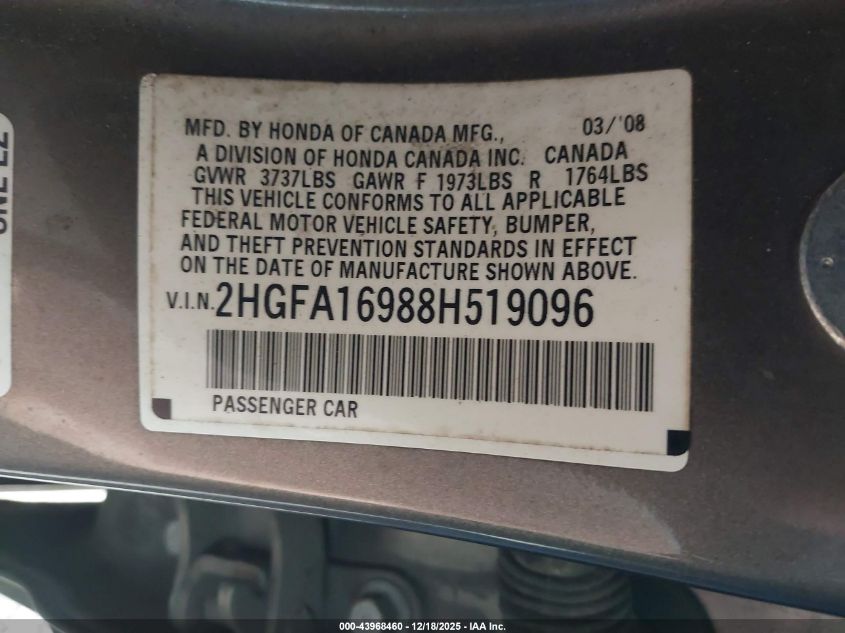 MFD. BY HONDA OF CANADA MFG., 03/'08
A DIVISION OF HONDA CANADA INC. CANADA
GVWR 3737LBS GAWR F 1973LBS R 1764LBS
THIS VEHICLE CONFORMS TO ALL APPLICABLE
FEDERAL MOTOR VEHICLE SAFETY, BUMPER,
AND THEFT PREVENTION STANDARDS IN EFFECT
ON THE DATE OF MANUFACTURE SHOWN ABOVE.
V.I.N. 2HGFA16988H519096
PASSENGER CAR
000-43968460 - 12/18/2025 - IAA Inc.